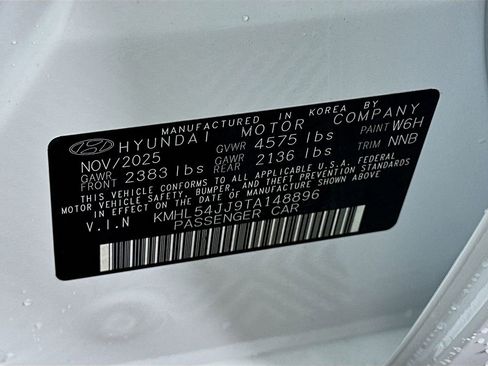 MANUFACTURED IN KOREA BY
HYUNDAI MOTOR COMPANY
NOV/2025 GVWR 4575 lbs PAINT W6H
GAWR FRONT 2383 lbs GAWR REAR 2136 lbs TRIM NNB
THIS VEHICLE CONFORMS TO ALL APPLICABLE U.S.A. FEDERAL
MOTOR VEHICLE SAFETY, BUMPER, AND THEFT PREVENTION STANDARDS
IN EFFECT ON THE DATE OF MANUFACTURE
V.I.N KMHL54JJ9TA148896
PASSENGER CAR